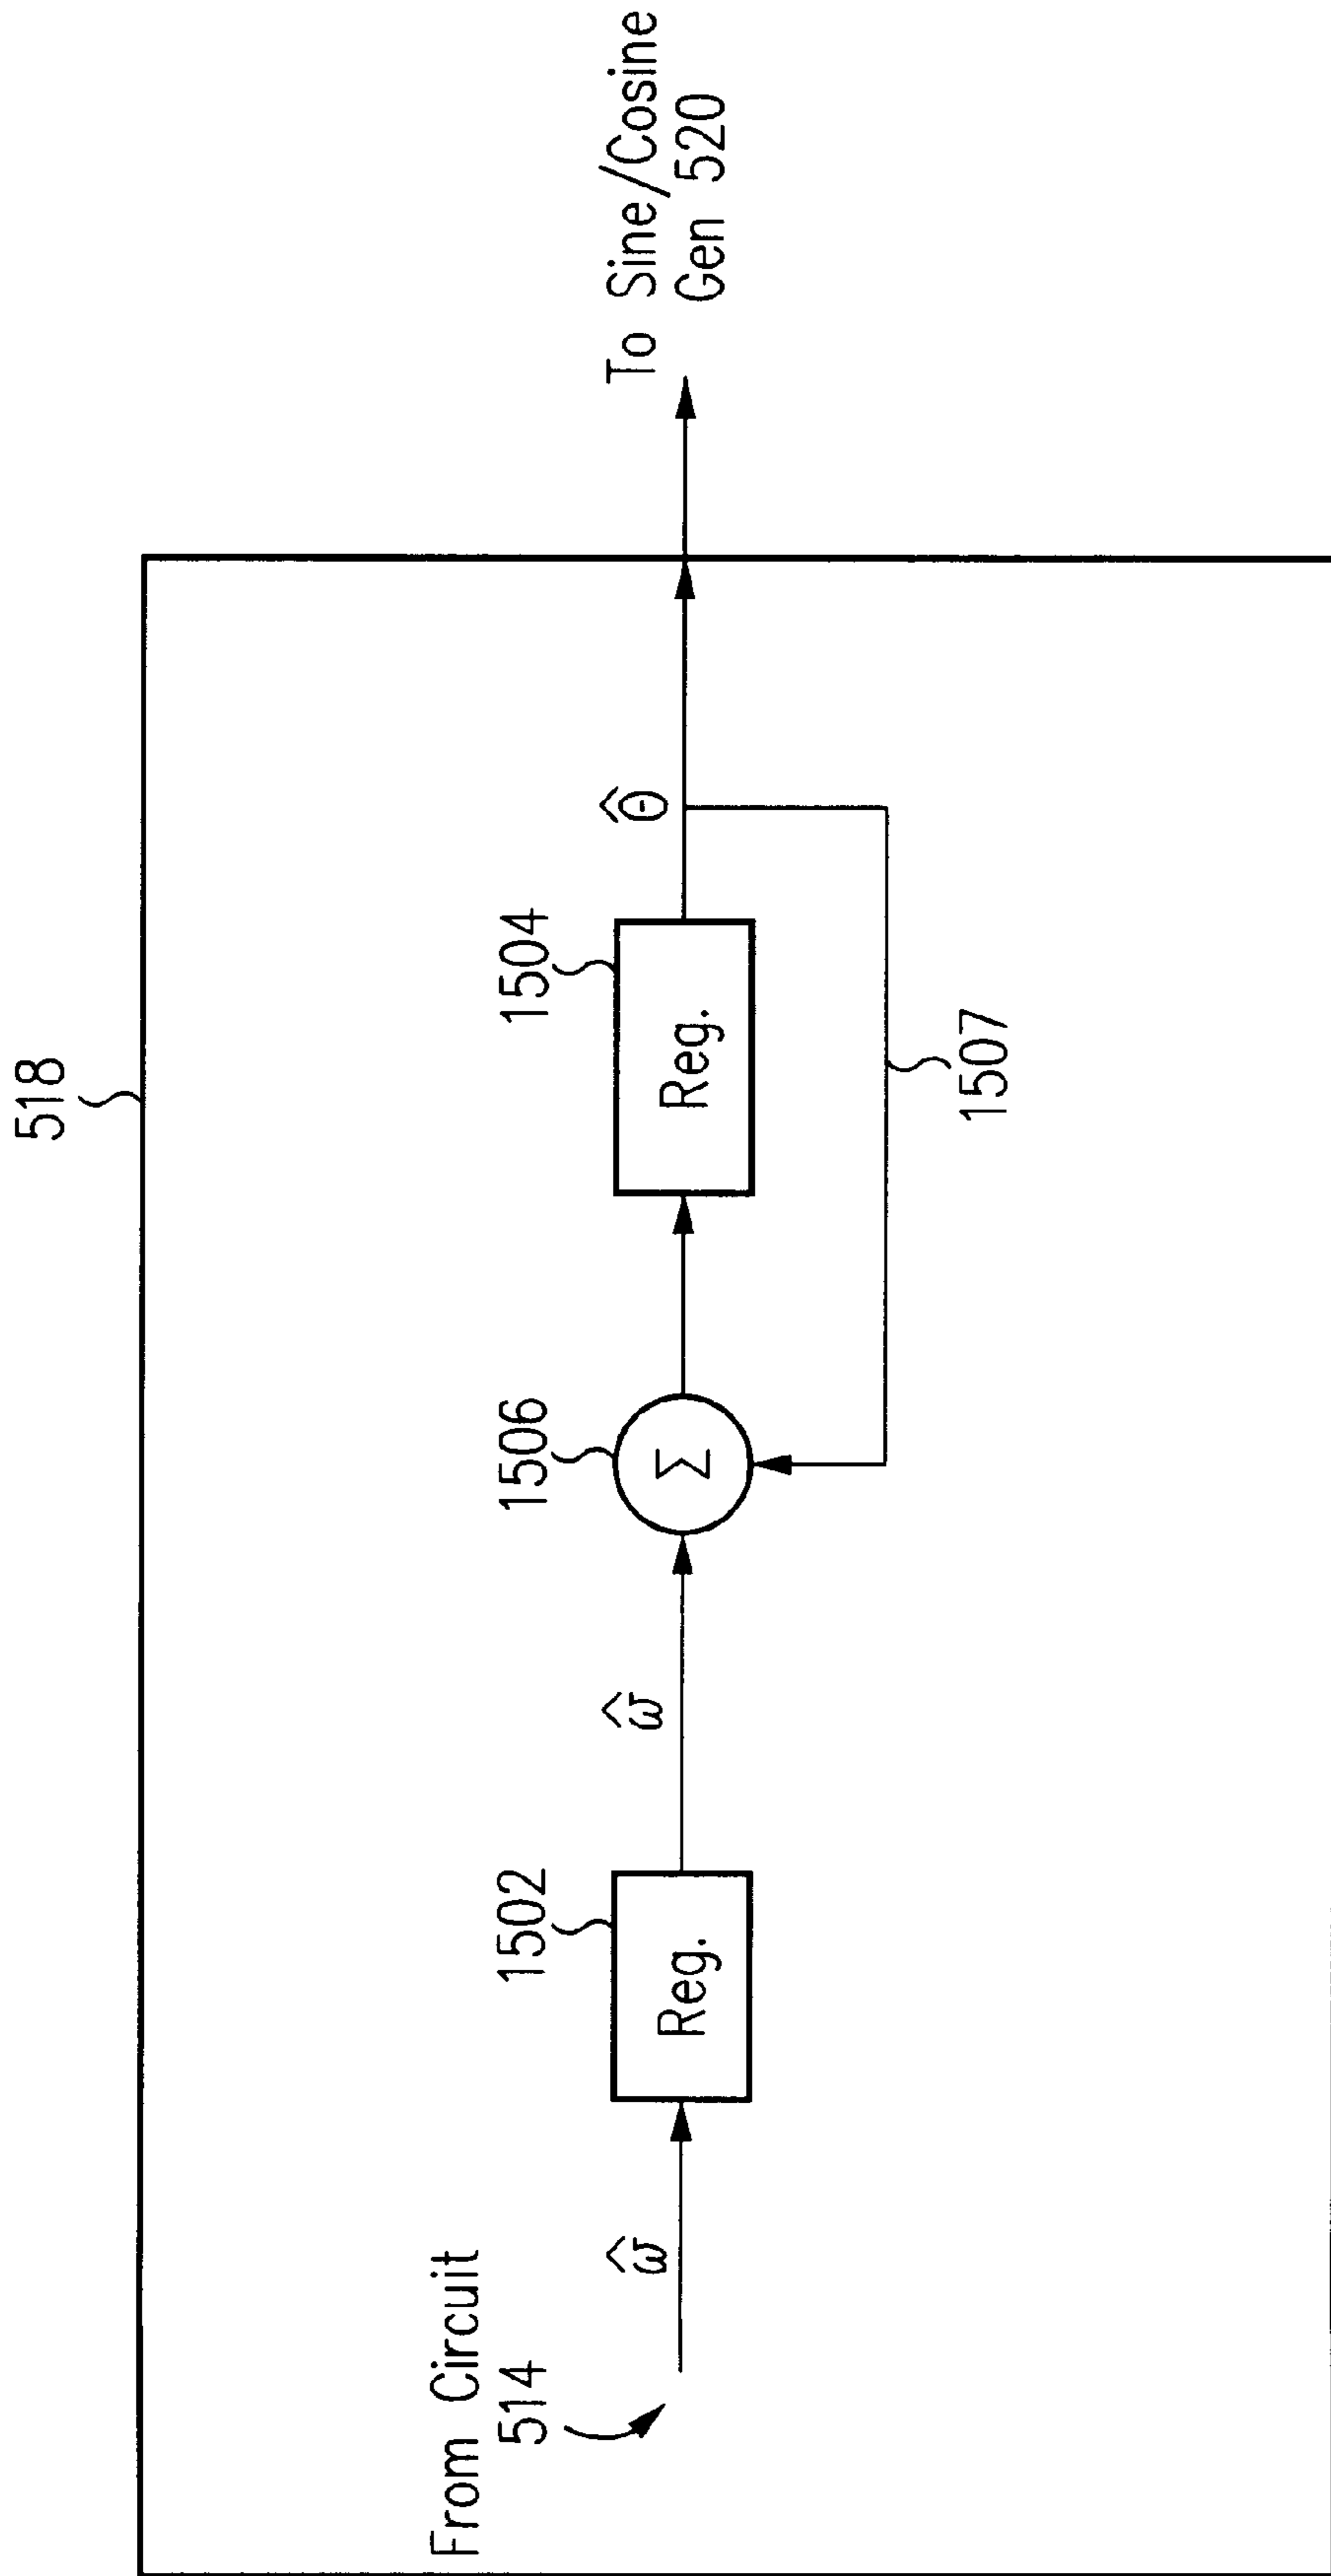 518
From Circuit
514
ω̂
1502
Reg.
ω̂
1506
Σ
1504
Reg.
Θ̂
1507
To Sine/Cosine
Gen 520